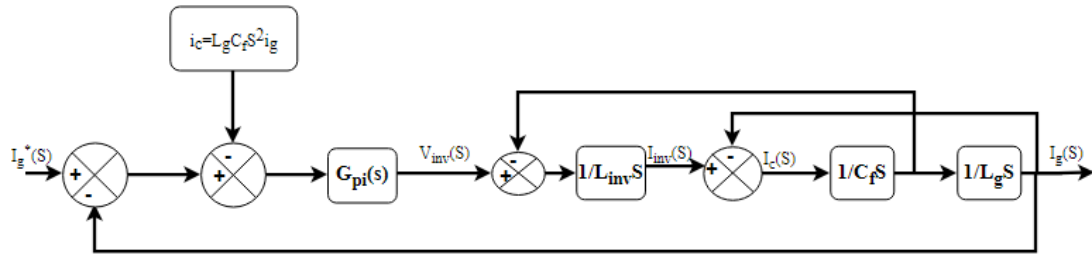 i_c=L_gC_fS^2i_g
I_g^*(S)
+
-
-
+
G_pi(s)
V_inv(S)
-
+
1/L_invS
I_inv(S)
-
+
I_c(S)
1/C_fS
1/L_gS
I_g(S)